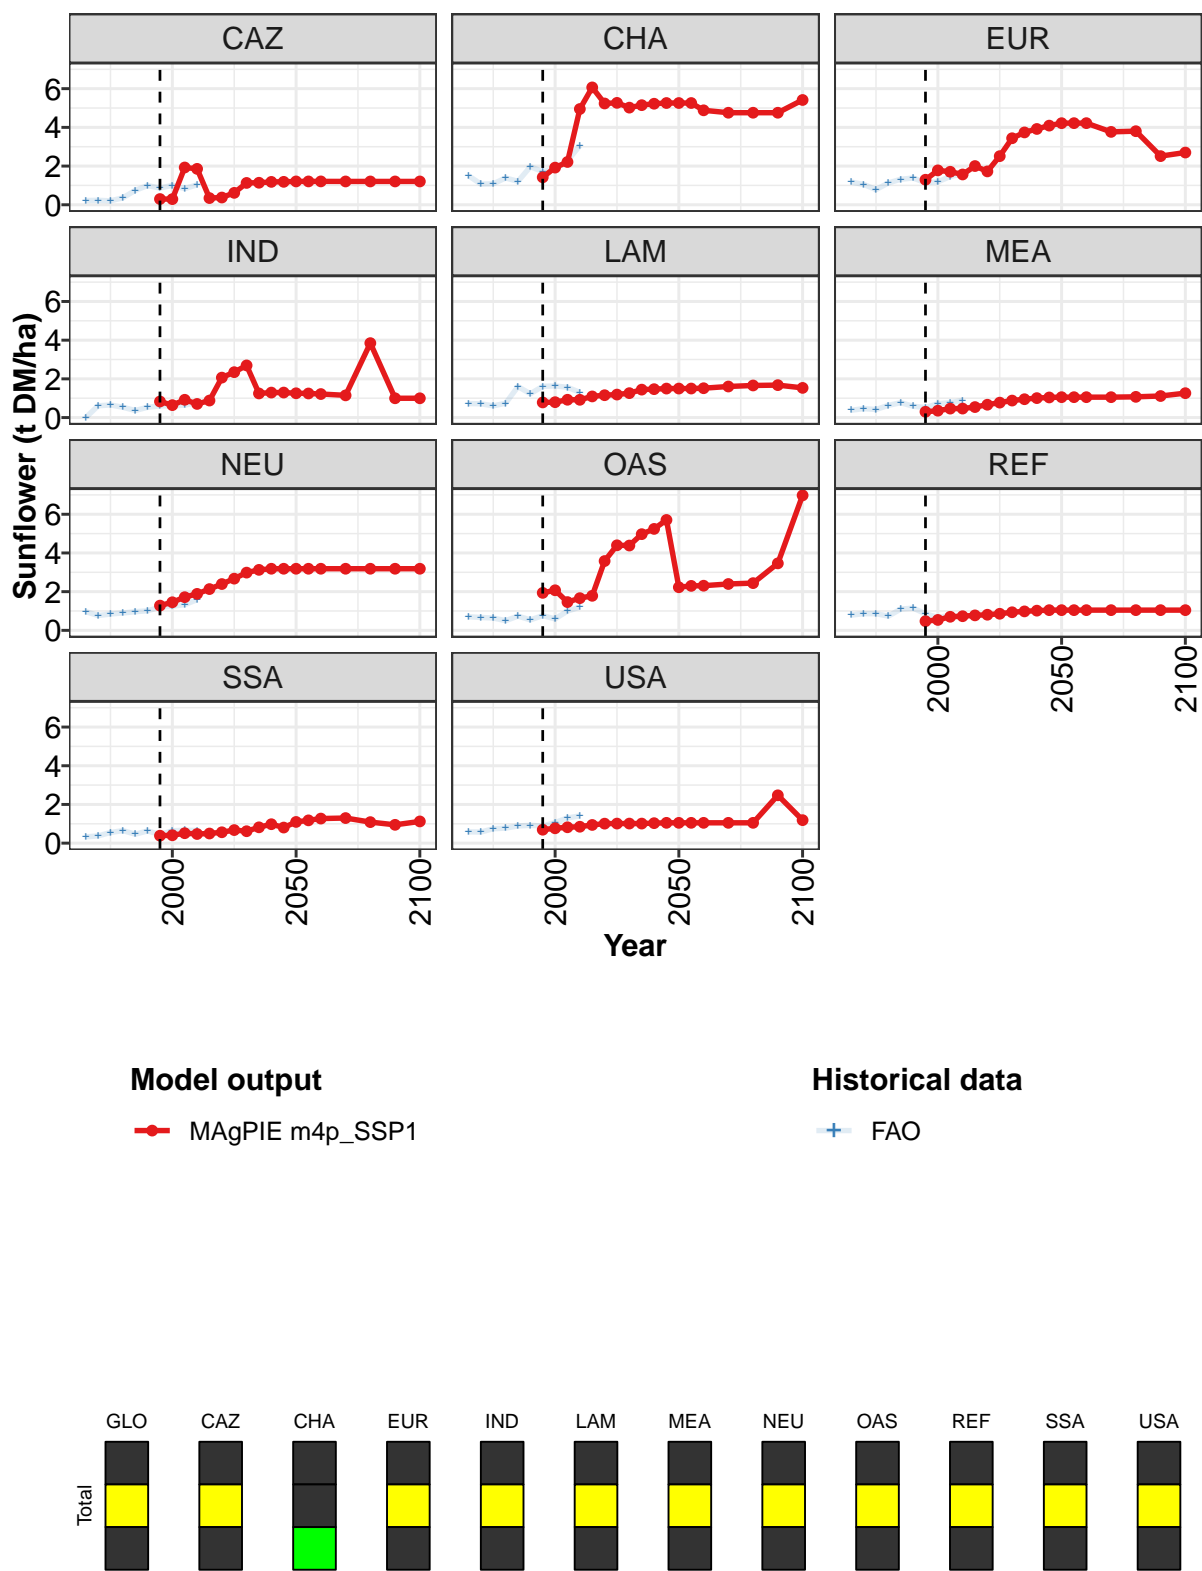 CAZ CHA EUR
6
4
2
0
IND LAM MEA
6
4
2
0
Sunflower (t DM/ha)
NEU OAS REF
6
4
2
0
2000 2050 2100
SSA USA
6
4
2
0
2000 2050 2100 2000 2050 2100
Year
Model output Historical data
MAgPIE m4p_SSP1 FAO
GLO CAZ CHA EUR IND LAM MEA NEU OAS REF SSA USA
Total